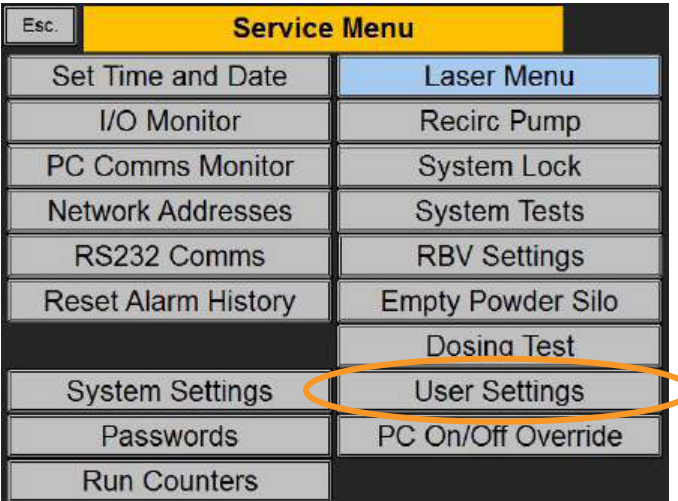 Esc. Service Menu
Set Time and Date Laser Menu
I/O Monitor Recirc Pump
PC Comms Monitor System Lock
Network Addresses System Tests
RS232 Comms RBV Settings
Reset Alarm History Empty Powder Silo
Dosing Test
System Settings User Settings
Passwords PC On/Off Override
Run Counters